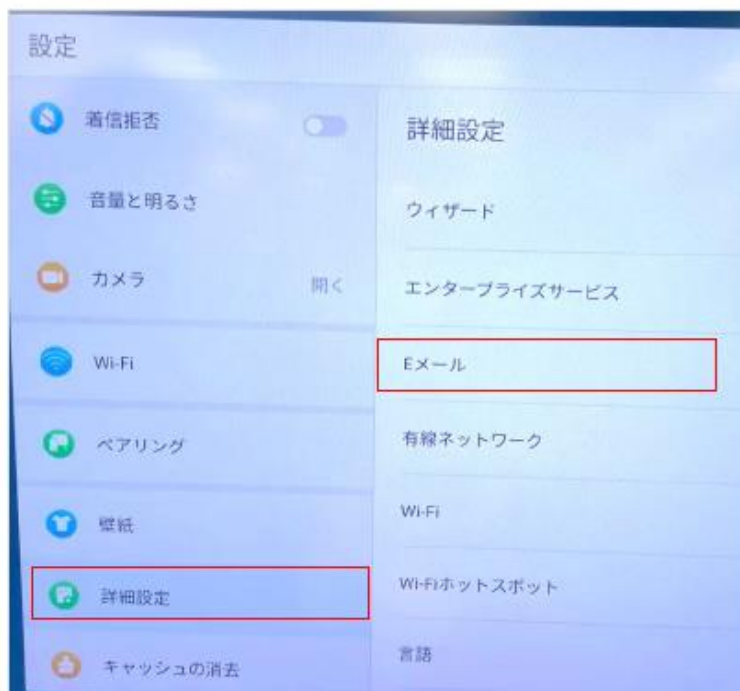 設定
着信拒否
音量と明るさ
カメラ 開く
Wi-Fi
ペアリング
壁紙
詳細設定
キャッシュの消去
詳細設定
ウィザード
エンタープライズサービス
Eメール
有線ネットワーク
Wi-Fi
Wi-Fiホットスポット
言語